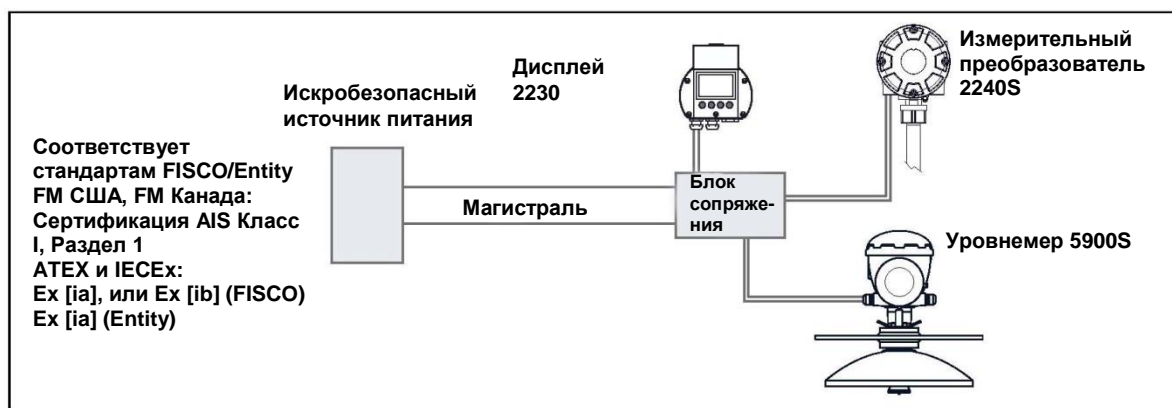 Соответствует
стандартам FISCO/Entity
FM США, FM Канада:
Сертификация AIS Класс
I, Раздел 1
ATEX и IECEx:
Ex [ia], или Ex [ib] (FISCO)
Ex [ia] (Entity)
Искробезопасный
источник питания
Магистраль
Дисплей
2230
Блок
сопряже-
ния
Измерительный
преобразователь
2240S
Уровнемер 5900S